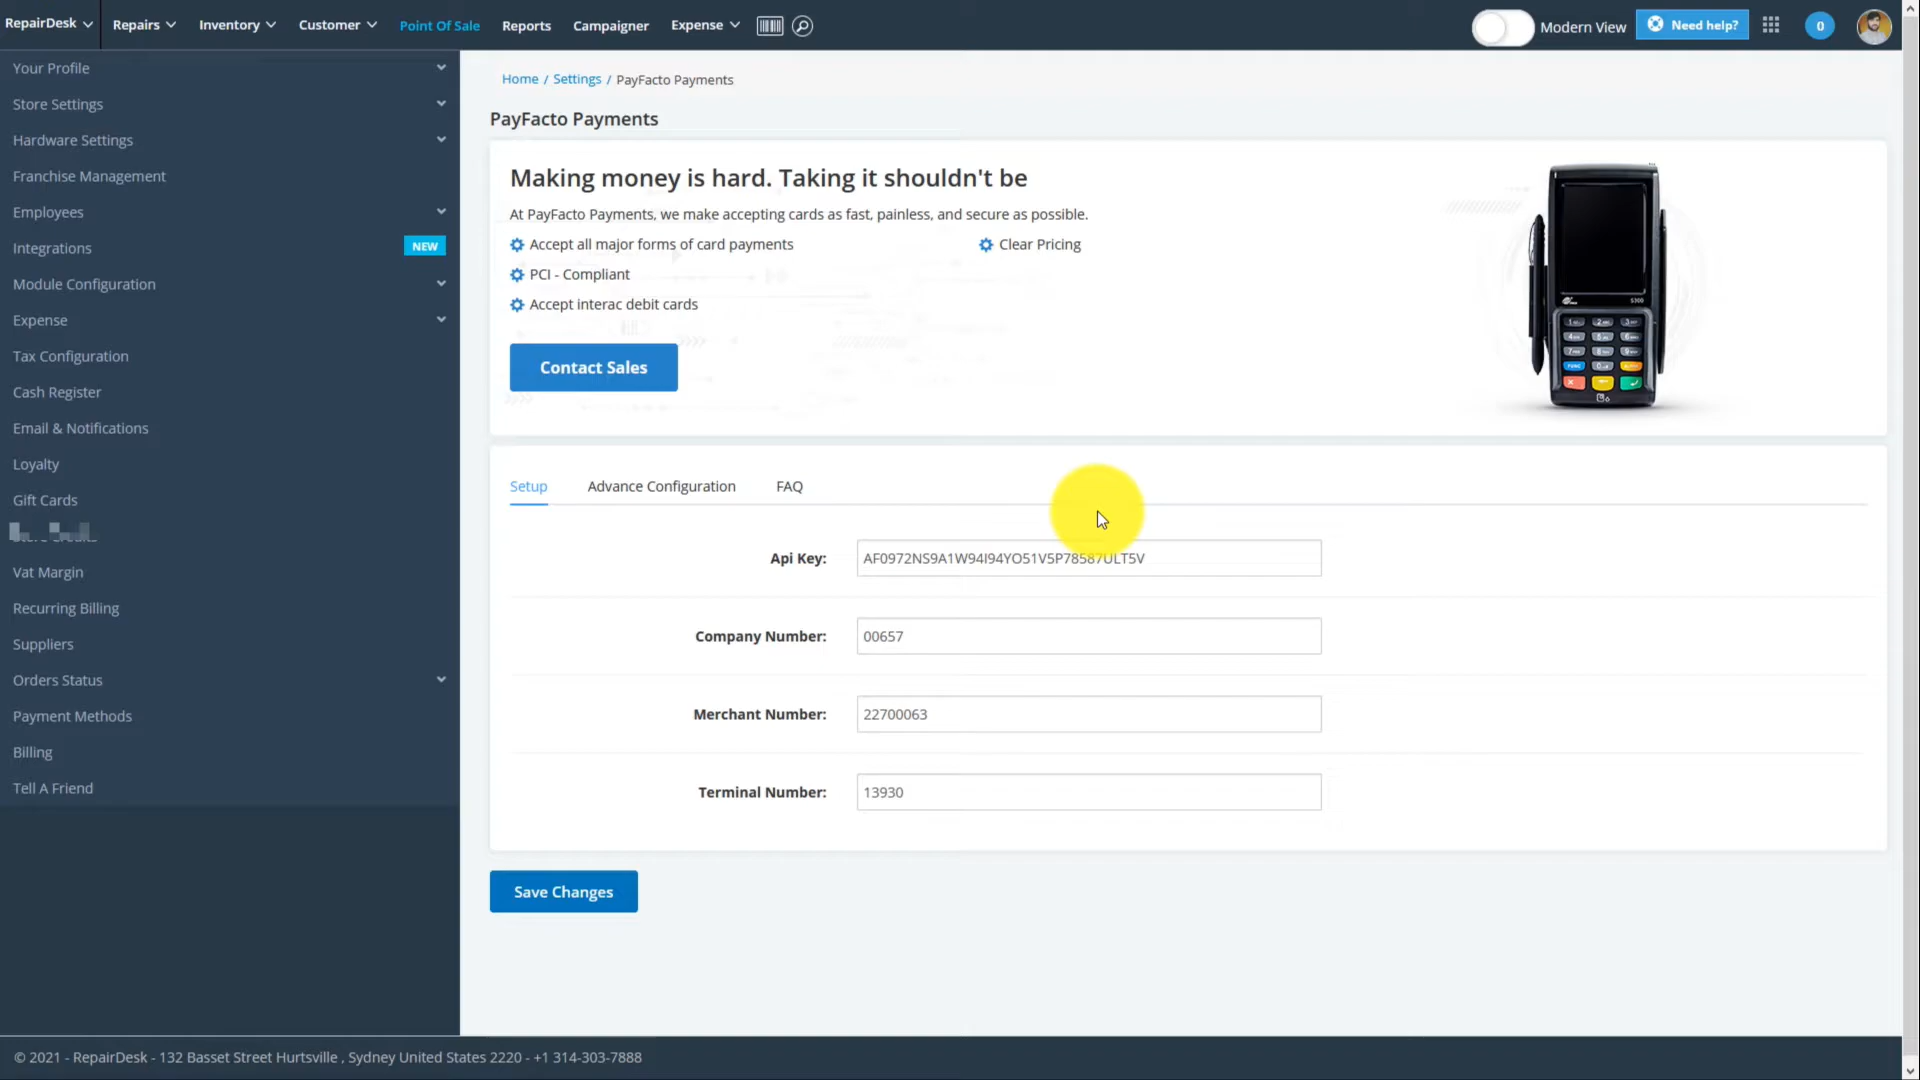 RepairDesk Repairs Inventory Customer Point Of Sale Reports Campaigner Expense Modern View Need help? 0
Your Profile
Store Settings
Hardware Settings
Franchise Management
Employees
Integrations NEW
Module Configuration
Expense
Tax Configuration
Cash Register
Email & Notifications
Loyalty
Gift Cards
Vat Margin
Recurring Billing
Suppliers
Orders Status
Payment Methods
Billing
Tell A Friend
Home / Settings / PayFacto Payments
PayFacto Payments
Making money is hard. Taking it shouldn't be
At PayFacto Payments, we make accepting cards as fast, painless, and secure as possible.
Accept all major forms of card payments Clear Pricing
PCI - Compliant
Accept interac debit cards
Contact Sales
S300
Setup Advance Configuration FAQ
Api Key: AF0972NS9A1W94I94YO51V5P78587ULT5V
Company Number: 00657
Merchant Number: 22700063
Terminal Number: 13930
Save Changes
© 2021 - RepairDesk - 132 Basset Street Hurtsville , Sydney United States 2220 - +1 314-303-7888